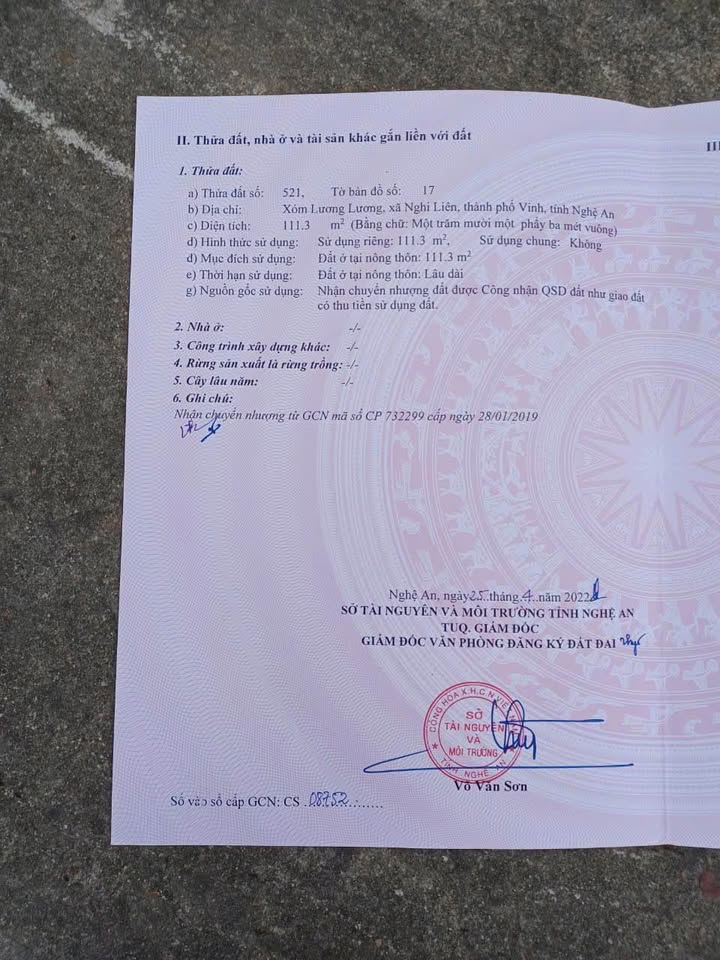 II. Thửa đất, nhà ở và tài sản khác gắn liền với đất
III
1. Thửa đất:
a) Thửa đất số: 521, Tờ bản đồ số: 17
b) Địa chỉ: Xóm Lương Lương, xã Nghi Liên, thành phố Vinh, tỉnh Nghệ An
c) Diện tích: 111.3 m² (Bằng chữ: Một trăm mười một phẩy ba mét vuông)
d) Hình thức sử dụng: Sử dụng riêng: 111.3 m², Sử dụng chung: Không
đ) Mục đích sử dụng: Đất ở tại nông thôn: 111.3 m²
e) Thời hạn sử dụng: Đất ở tại nông thôn: Lâu dài
g) Nguồn gốc sử dụng: Nhận chuyển nhượng đất được Công nhận QSD đất như giao đất
có thu tiền sử dụng đất.
2. Nhà ở: -/-
3. Công trình xây dựng khác: -/-
4. Rừng sản xuất là rừng trồng: -/-
5. Cây lâu năm: -/-
6. Ghi chú:
Nhận chuyển nhượng từ GCN mã số CP 732299 cấp ngày 28/01/2019
Nghệ An, ngày 25 tháng 4 năm 2022
SỞ TÀI NGUYÊN VÀ MÔI TRƯỜNG TỈNH NGHỆ AN
TUQ. GIÁM ĐỐC
GIÁM ĐỐC VĂN PHÒNG ĐĂNG KÝ ĐẤT ĐAI
CỘNG HÒA X.H.C.N VIỆT NAM
SỞ
TÀI NGUYÊN
VÀ
MÔI TRƯỜNG
TỈNH NGHỆ AN
Võ Văn Sơn
Số vào sổ cấp GCN: CS 08752